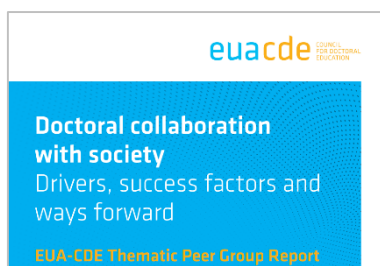 euacde COUNCIL
FOR DOCTORAL
EDUCATION
Doctoral collaboration
with society
Drivers, success factors and
ways forward
EUA-CDE Thematic Peer Group Report